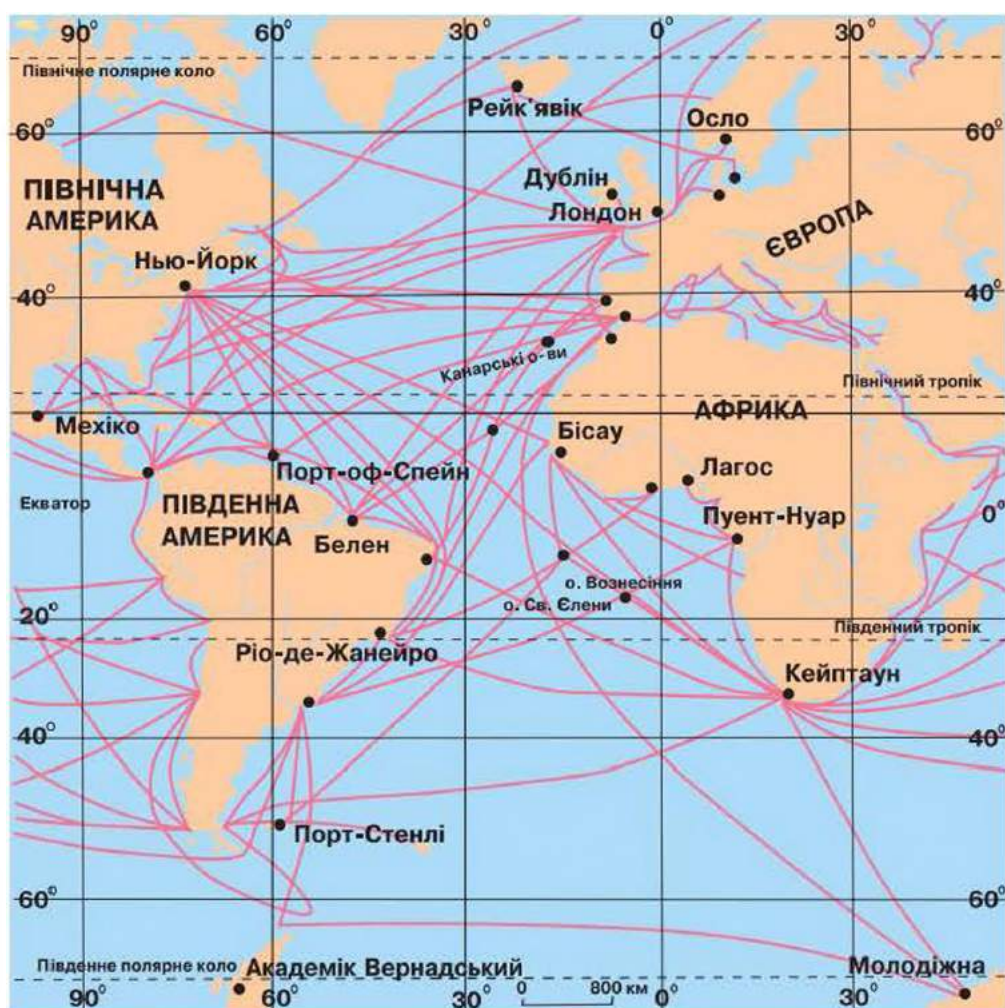 90° 60° 30° 0° 30°
Північне полярне коло
Рейк'явік
60° Осло 60°
Дублін
ПІВНІЧНА
АМЕРИКА
Лондон
ЄВРОПА
Нью-Йорк
40° 40°
Канарські о-ви
Північний тропік
АФРИКА
Мехіко
Бісау
Порт-оф-Спейн
Лагос
Екватор
ПІВДЕННА
АМЕРИКА
Пуент-Нуар
0°
Белен
о. Вознесіння
о. Св. Єлени
20°
Південний тропік
Ріо-де-Жанейро
Кейптаун
40° 40°
Порт-Стенлі
60° 60°
Південне полярне коло
Академік Вернадський
Молодіжна
0 800 км
90° 60° 30° 0° 30°